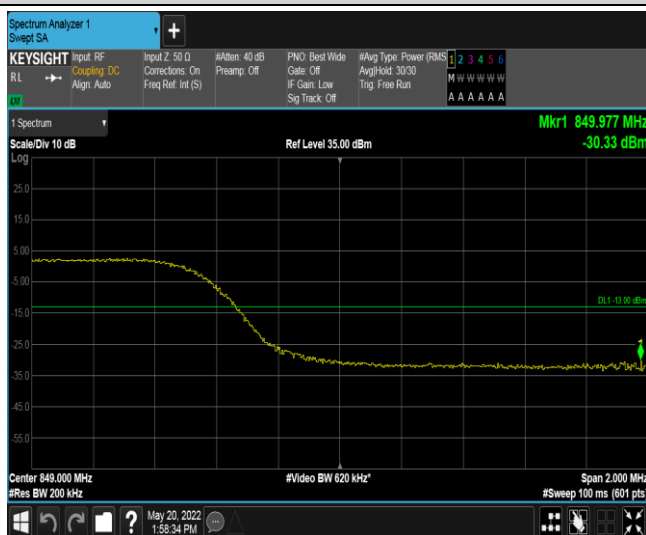 Spectrum Analyzer 1
Swept SA
KEYSIGHT
Input: RF
Coupling: DC
Align: Auto
Input Z: 50 Ω
Corrections: On
Freq Ref: Int (S)
#Atten: 40 dB
Preamp: Off
PNO: Best Wide
Gate: Off
IF Gain: Low
Sig Track: Off
#Avg Type: Power (RMS
Avg|Hold: 30/30
Trig: Free Run
1 2 3 4 5 6
M W W W W W
A A A A A A
RL
1 Spectrum
Mkr1 849.977 MHz
Scale/Div 10 dB
Ref Level 35.00 dBm
-30.33 dBm
Log
25.0
15.0
5.00
-5.00
DL1 -13.00 dBm
-15.0
-25.0
-35.0
-45.0
-55.0
Center 849.000 MHz
#Video BW 620 kHz*
Span 2.000 MHz
#Res BW 200 kHz
#Sweep 100 ms (601 pts)
May 20, 2022
1:58:34 PM